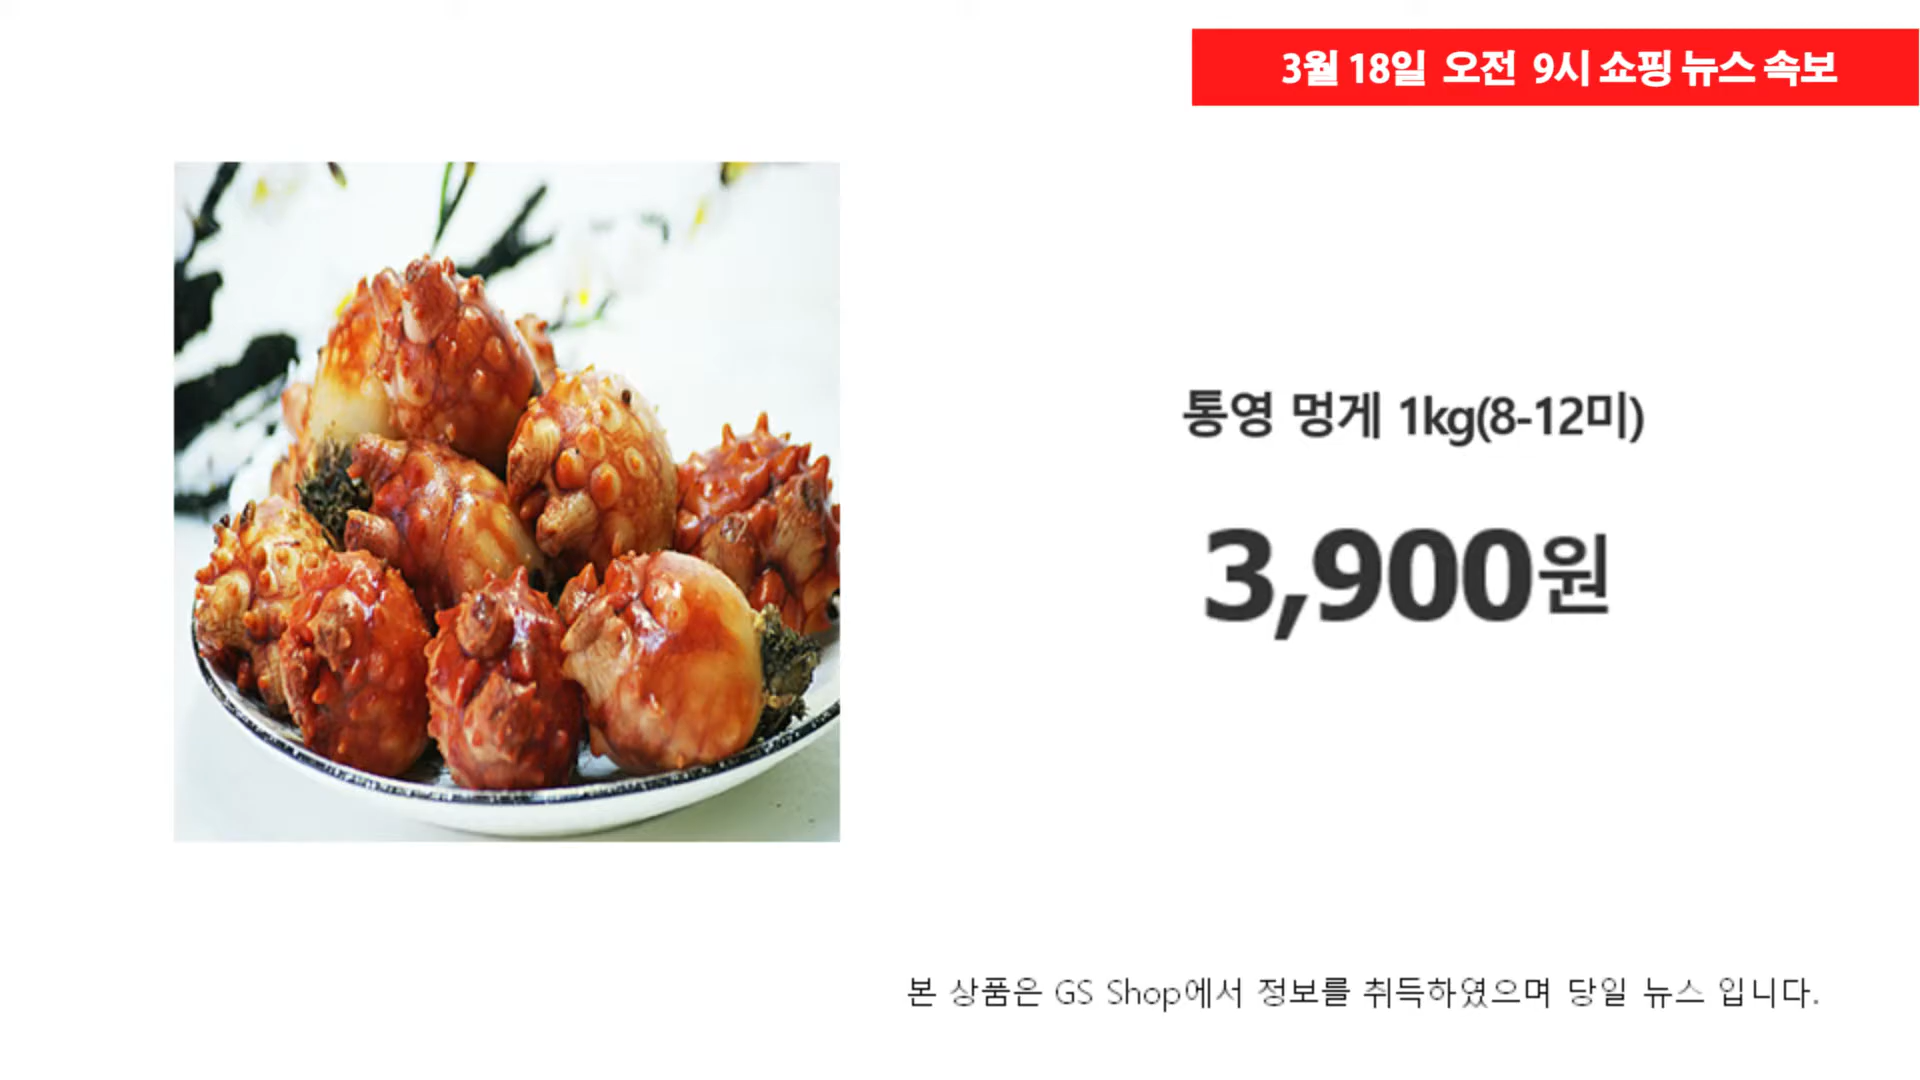 3월 18일 오전 9시 쇼핑 뉴스 속보
통영 멍게 1kg(8-12미)
3,900원
본 상품은 GS Shop에서 정보를 취득하였으며 당일 뉴스 입니다.